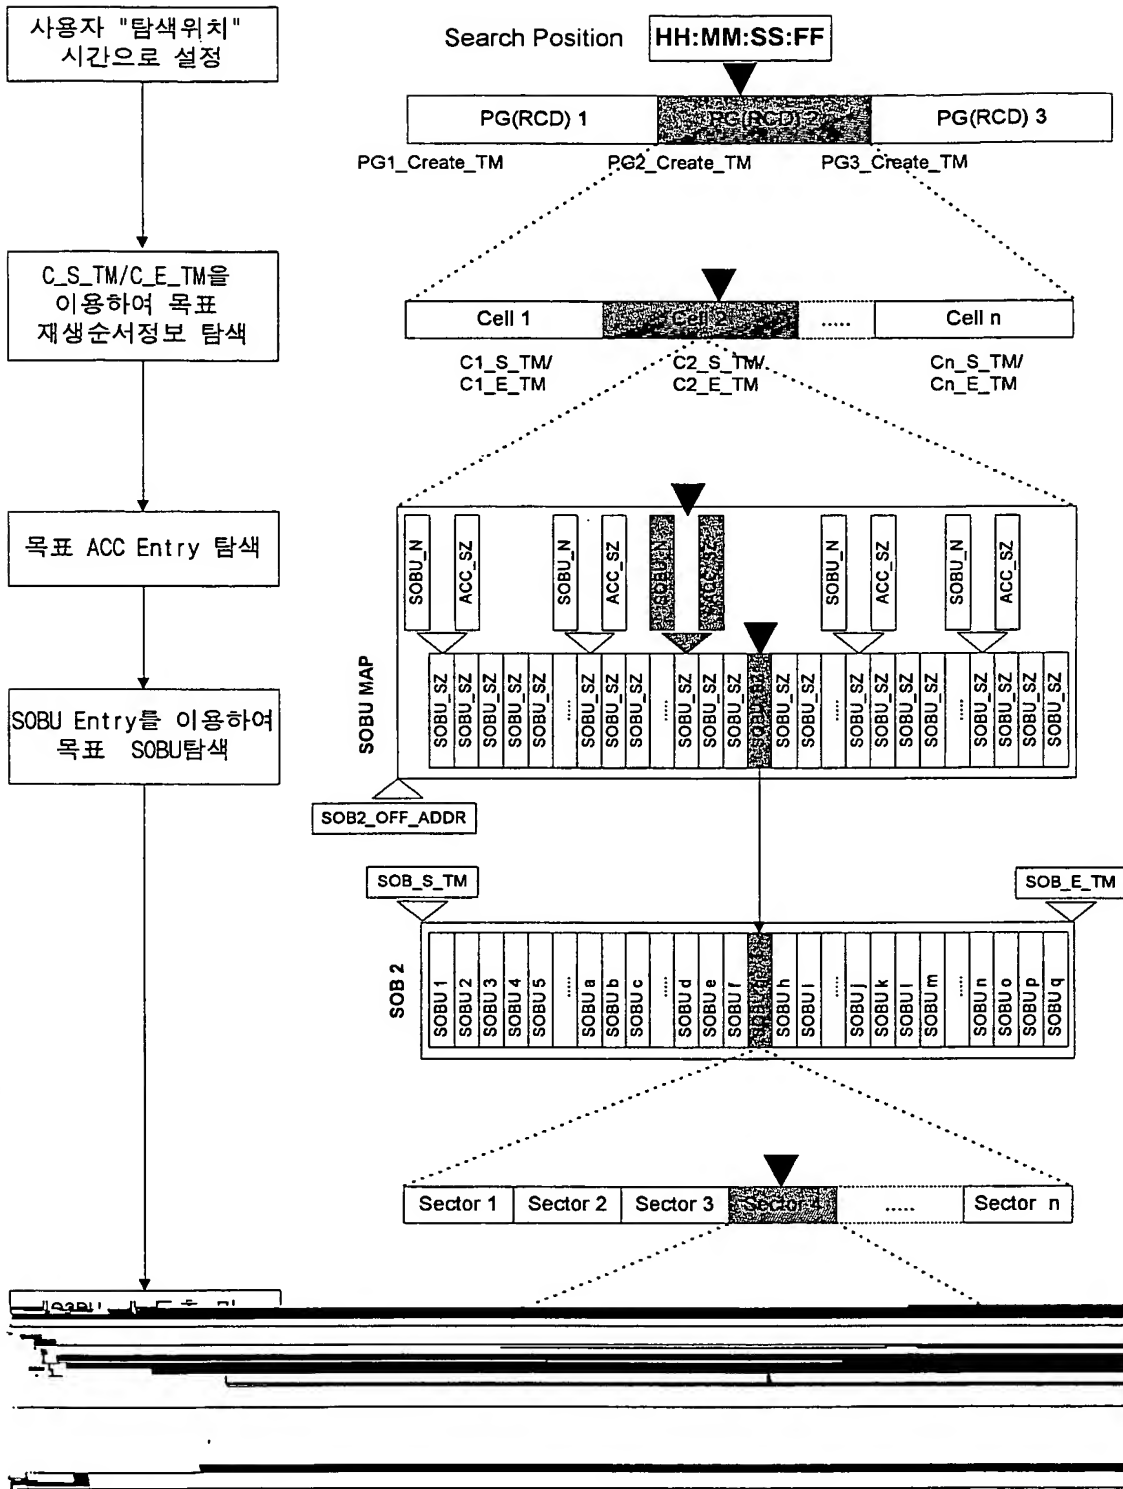 사용자 "탐색위치"
시간으로 설정
Search Position
HH:MM:SS:FF
PG(RCD) 1
PG(RCD) 2
PG(RCD) 3
PG1_Create_TM
PG2_Create_TM
PG3_Create_TM
C_S_TM/C_E_TM을
이용하여 목표
재생순서정보 탐색
Cell 1
Cell 2
.....
Cell n
C1_S_TM/
C1_E_TM
C2_S_TM/
C2_E_TM
Cn_S_TM/
Cn_E_TM
목표 ACC Entry 탐색
SOBU_N
ACC_SZ
SOBU_N
ACC_SZ
SOBU_N
ACC_SZ
SOBU_N
ACC_SZ
SOBU_N
ACC_SZ
SOBU Entry를 이용하여
목표 SOBU탐색
SOBU MAP
SOBU_SZ
SOBU_SZ
SOBU_SZ
SOBU_SZ
SOBU_SZ
.....
SOBU_SZ
SOBU_SZ
SOBU_SZ
.....
SOBU_SZ
SOBU_SZ
SOBU_SZ
SOBU_SZ
SOBU_SZ
SOBU_SZ
.....
SOBU_SZ
SOBU_SZ
SOBU_SZ
SOBU_SZ
.....
SOBU_SZ
SOBU_SZ
SOBU_SZ
SOBU_SZ
SOB2_OFF_ADDR
SOB_S_TM
SOB_E_TM
SOB 2
SOBU 1
SOBU 2
SOBU 3
SOBU 4
SOBU 5
.....
SOBU a
SOBU b
SOBU c
.....
SOBU d
SOBU e
SOBU f
SOBU g
SOBU h
SOBU i
.....
SOBU j
SOBU k
SOBU l
SOBU m
.....
SOBU n
SOBU o
SOBU p
SOBU q
Sector 1
Sector 2
Sector 3
Sector 4
.....
Sector n